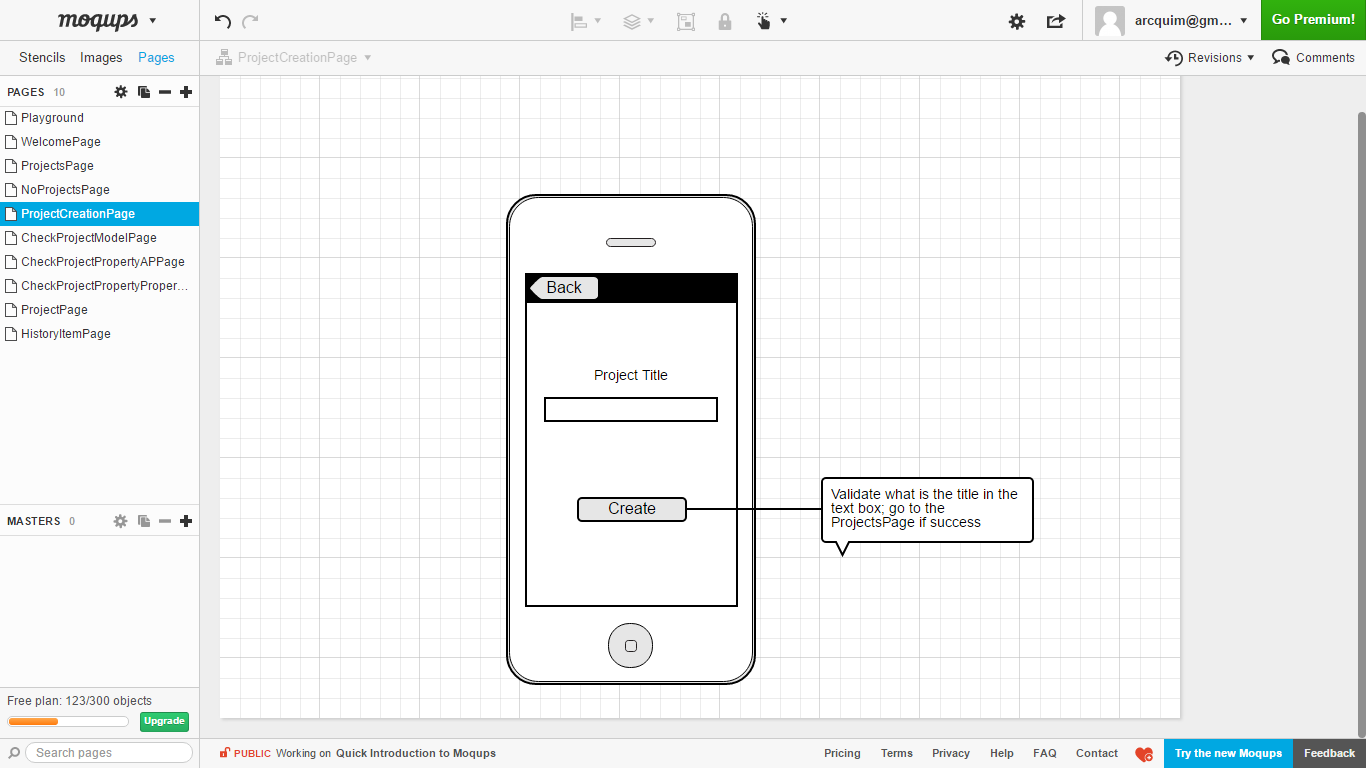 moqups
arcquim@gm...
Go Premium!
Stencils Images Pages
ProjectCreationPage
Revisions
Comments
PAGES 10
Playground
WelcomePage
ProjectsPage
NoProjectsPage
ProjectCreationPage
CheckProjectModelPage
CheckProjectPropertyAPPage
CheckProjectPropertyProper...
ProjectPage
HistoryItemPage
MASTERS 0
Free plan: 123/300 objects
Upgrade
Search pages
Back
Project Title
Create
Validate what is the title in the
text box; go to the
ProjectsPage if success
PUBLIC Working on Quick Introduction to Moqups
Pricing Terms Privacy Help FAQ Contact
Try the new Moqups
Feedback